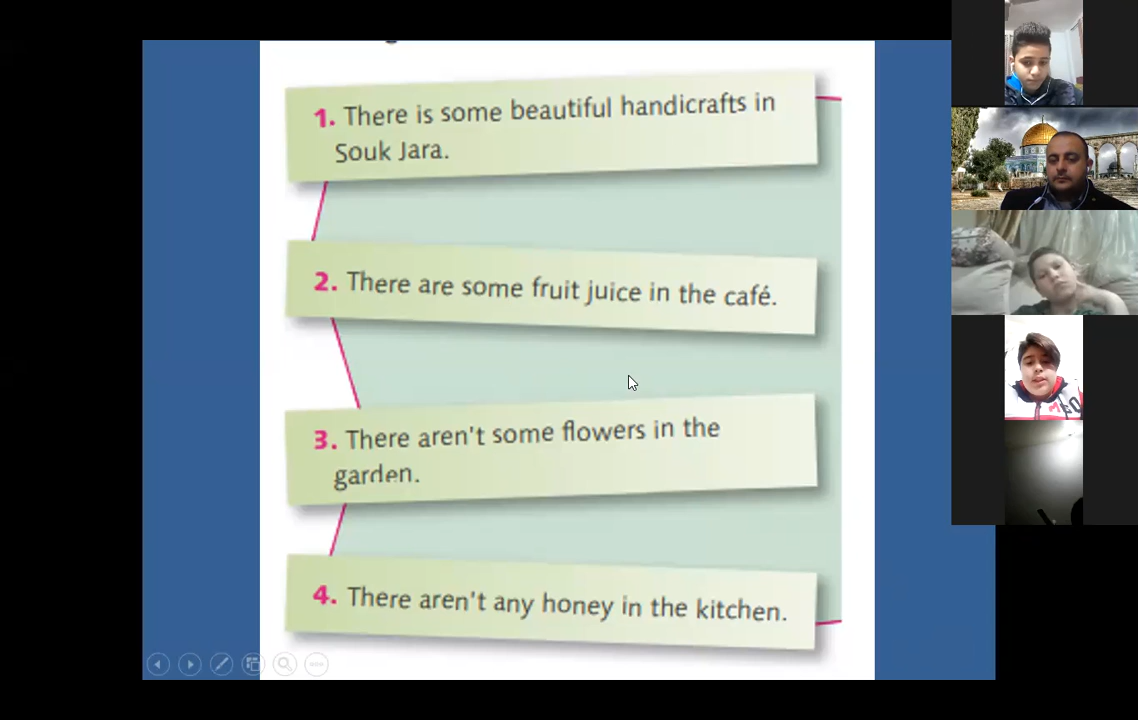 1. There is some beautiful handicrafts in
Souk Jara.
2. There are some fruit juice in the café.
3. There aren't some flowers in the
garden.
4. There aren't any honey in the kitchen.